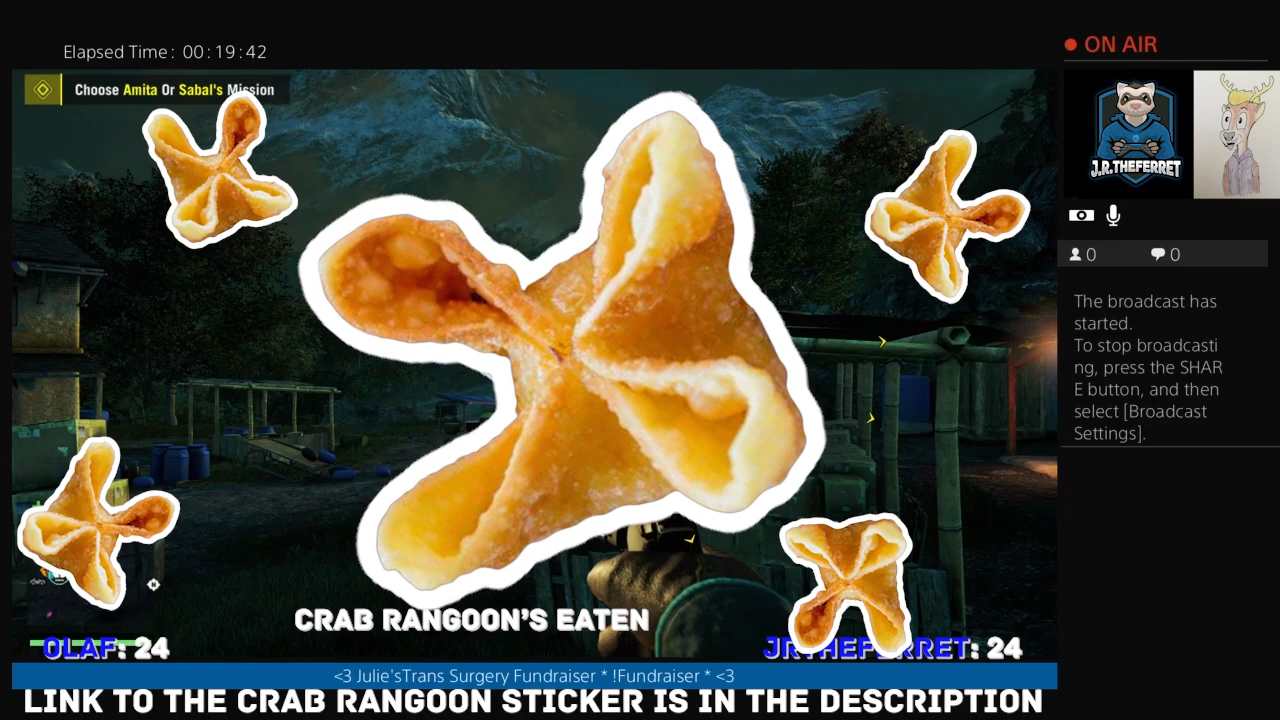 Elapsed Time: 00:19:42
ON AIR
Choose Amita Or Sabal's Mission
J.R.THEFERRET
0
0
The broadcast has
started.
To stop broadcasti
ng, press the SHAR
E button, and then
select [Broadcast
Settings].
CRAB RANGOON'S EATEN
OLAF: 24
JRTHEFERRET: 24
<3 Julie'sTrans Surgery Fundraiser * !Fundraiser * <3
LINK TO THE CRAB RANGOON STICKER IS IN THE DESCRIPTION